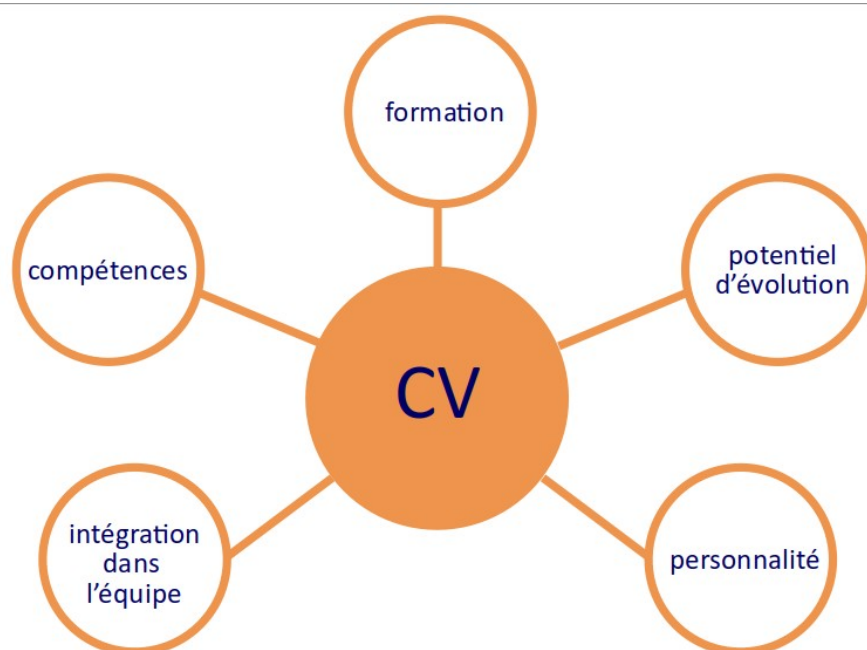 formation
compétences
potentiel
d’évolution
CV
intégration
dans
l’équipe
personnalité